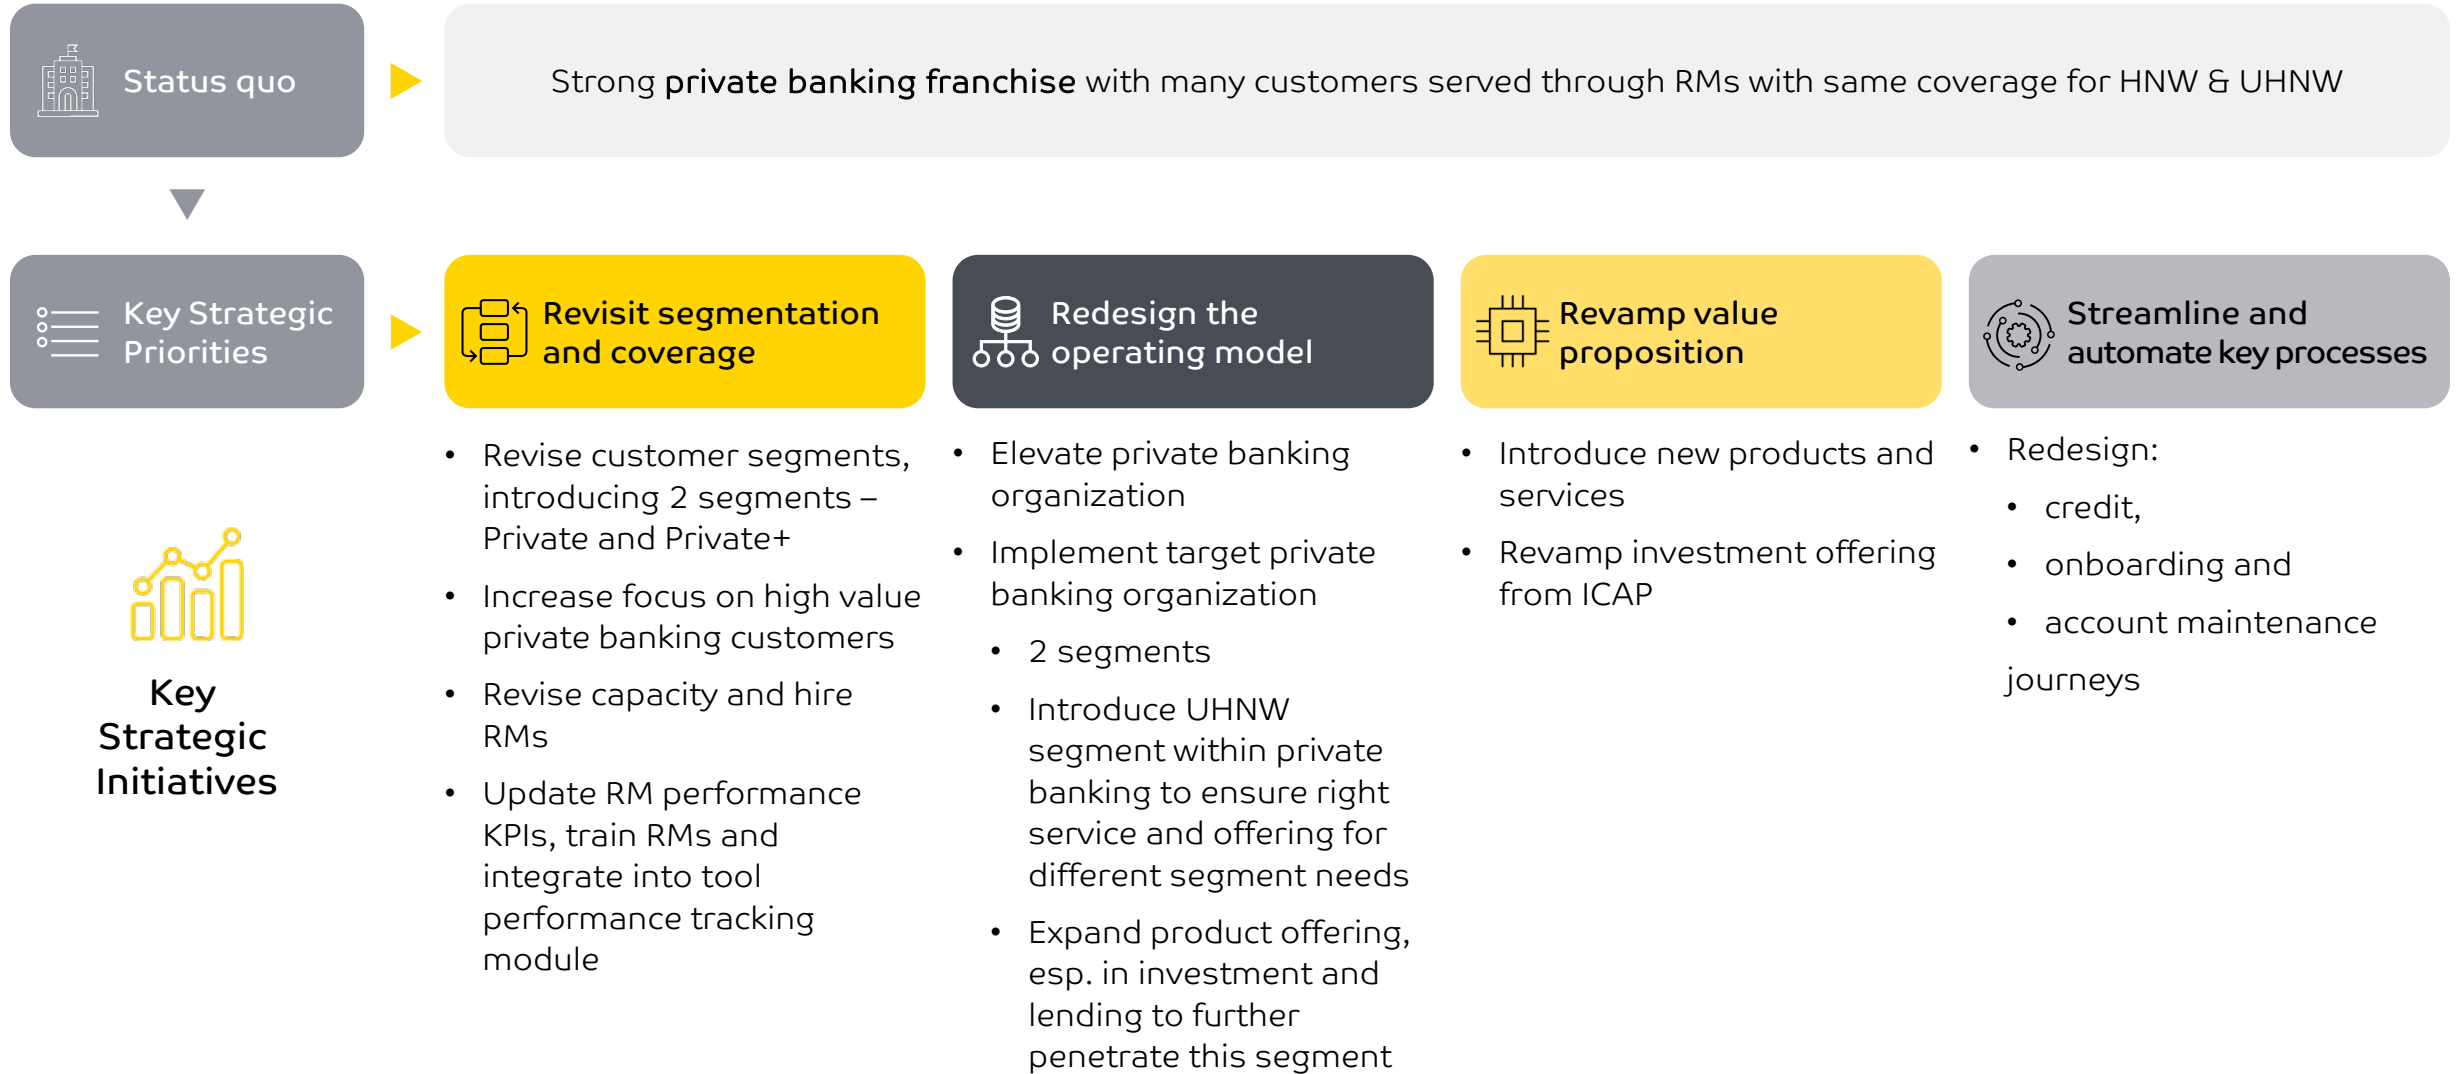 Status quo
Strong private banking franchise with many customers served through RMs with same coverage for HNW & UHNW
Key Strategic
Priorities
Revisit segmentation
and coverage
Redesign the
operating model
Revamp value
proposition
Streamline and
automate key processes
Key
Strategic
Initiatives
• Revise customer segments,
introducing 2 segments –
Private and Private+
• Increase focus on high value
private banking customers
• Revise capacity and hire
RMs
• Update RM performance
KPIs, train RMs and
integrate into tool
performance tracking
module
• Elevate private banking
organization
• Implement target private
banking organization
• 2 segments
• Introduce UHNW
segment within private
banking to ensure right
service and offering for
different segment needs
• Expand product offering,
esp. in investment and
lending to further
penetrate this segment
• Introduce new products and
services
• Revamp investment offering
from ICAP
• Redesign:
• credit,
• onboarding and
• account maintenance
journeys